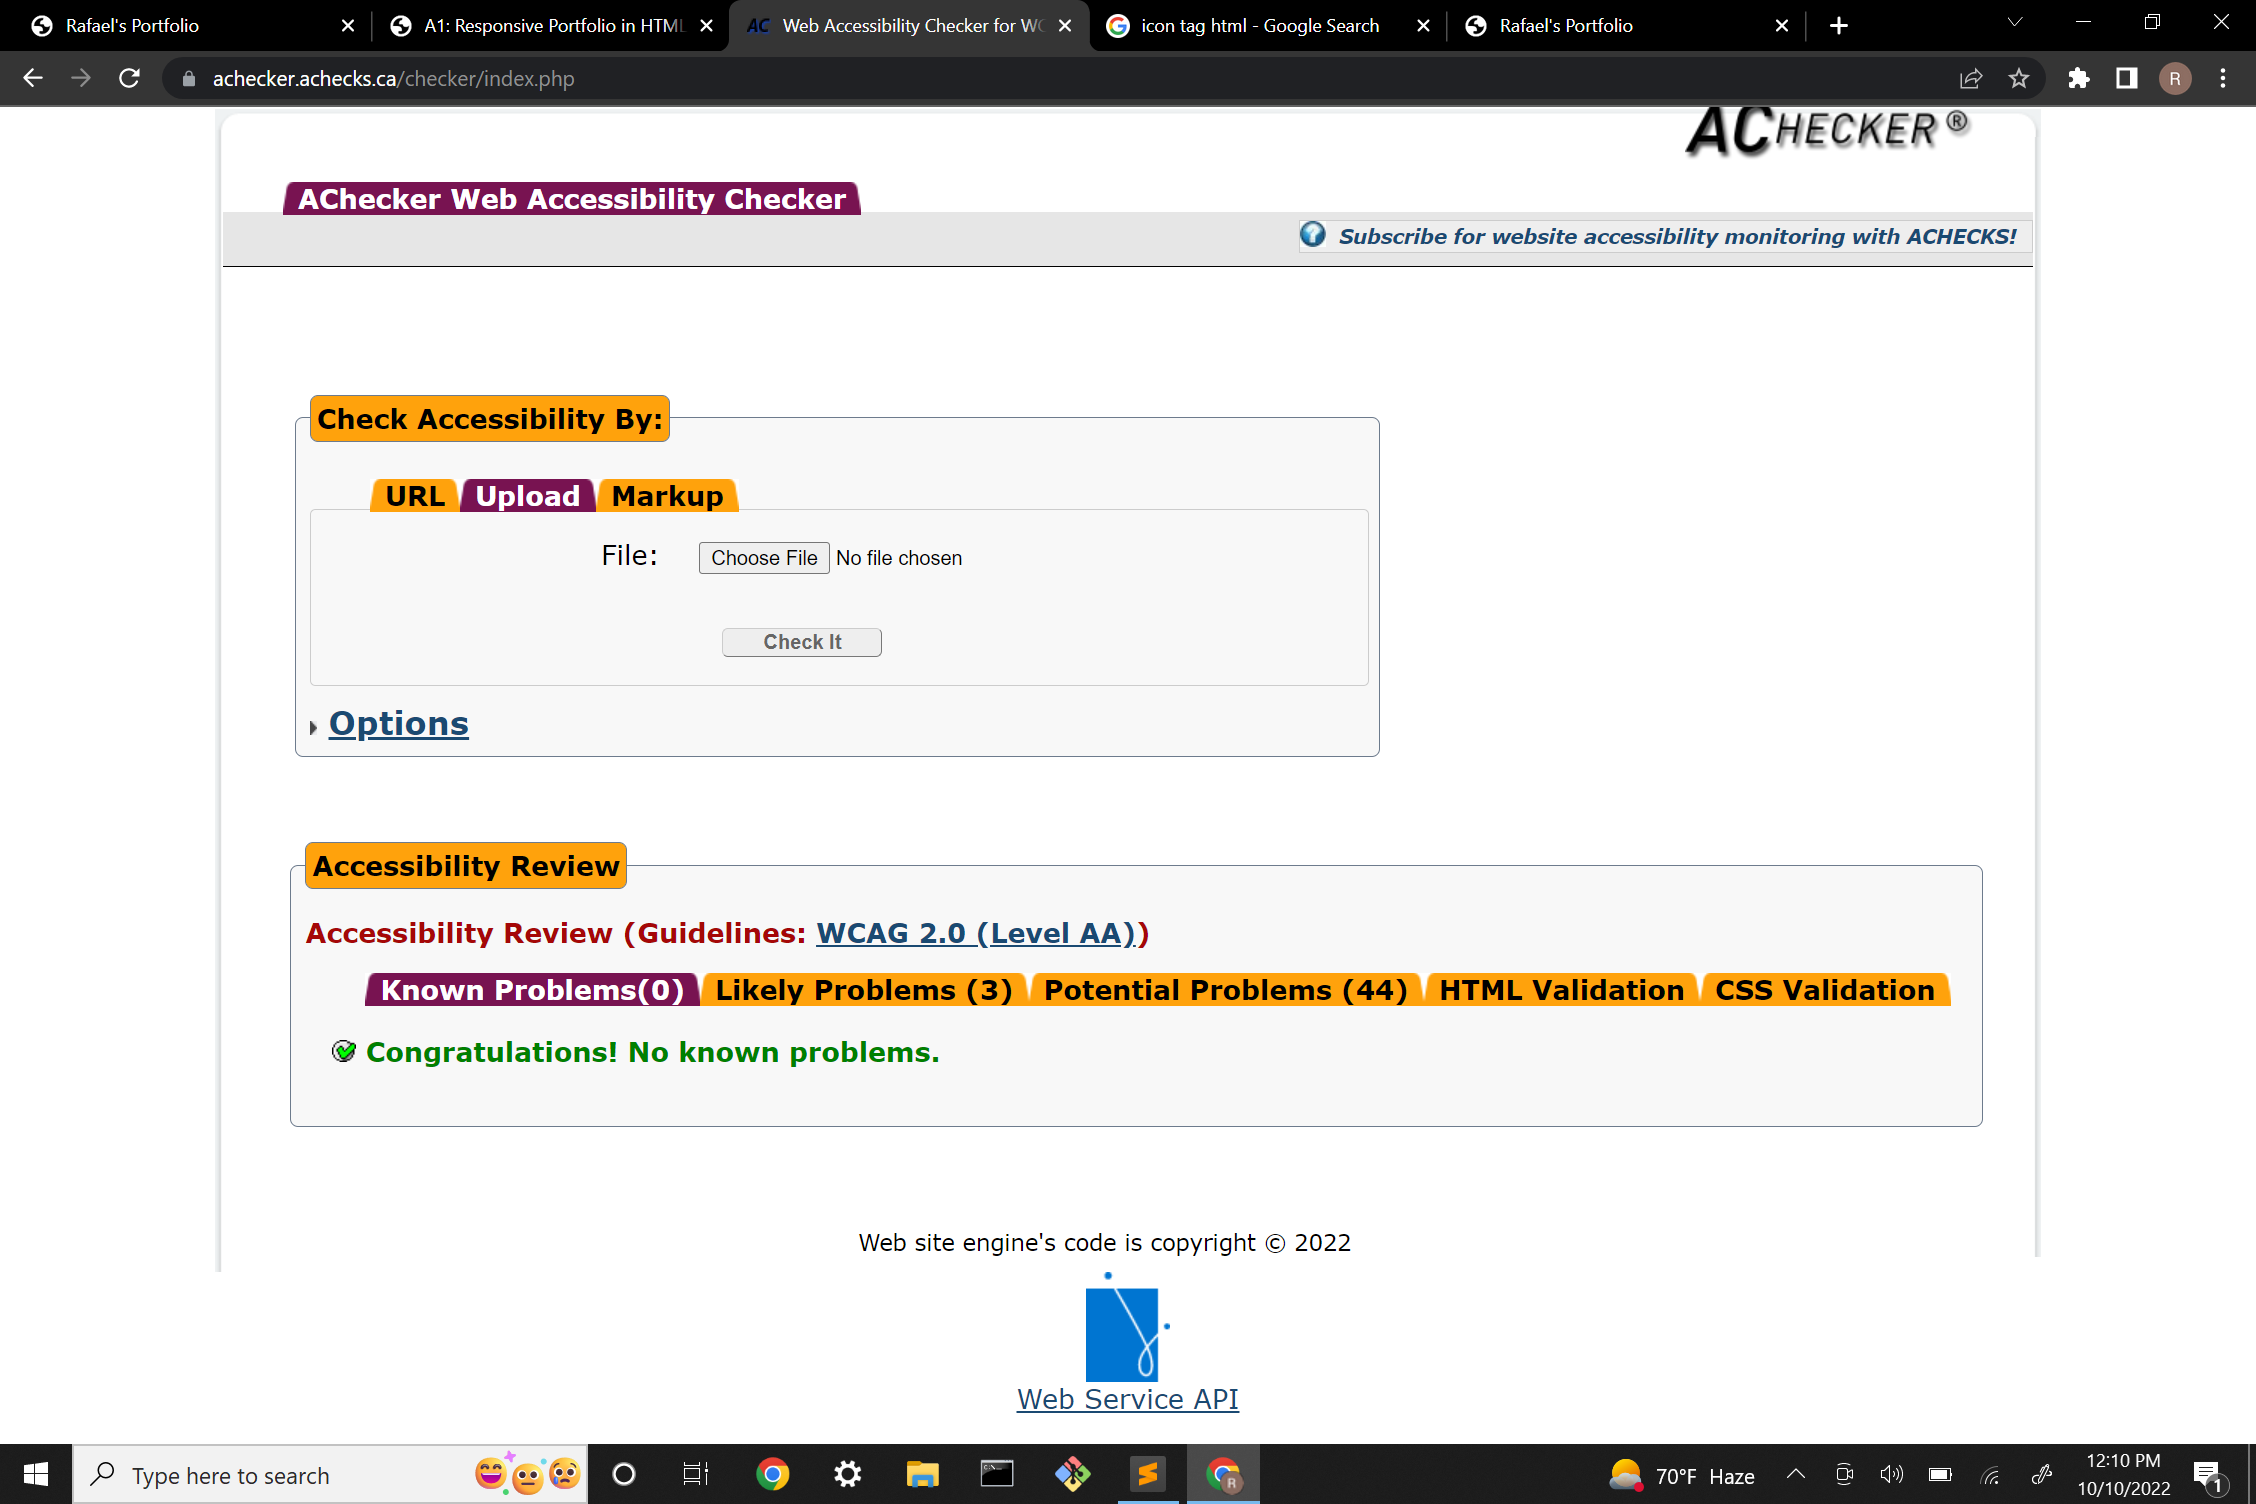 Rafael's Portfolio
A1: Responsive Portfolio in HTML
AC Web Accessibility Checker for WC
icon tag html - Google Search
Rafael's Portfolio
achecker.achecks.ca/checker/index.php
R
ACHECKER ®
AChecker Web Accessibility Checker
Subscribe for website accessibility monitoring with ACHECKS!
Check Accessibility By:
URL Upload Markup
File: Choose File No file chosen
Check It
Options
Accessibility Review
Accessibility Review (Guidelines: WCAG 2.0 (Level AA))
Known Problems(0) Likely Problems (3) Potential Problems (44) HTML Validation CSS Validation
Congratulations! No known problems.
Web site engine's code is copyright © 2022
Web Service API
Type here to search
R
70°F Haze
12:10 PM
10/10/2022
1